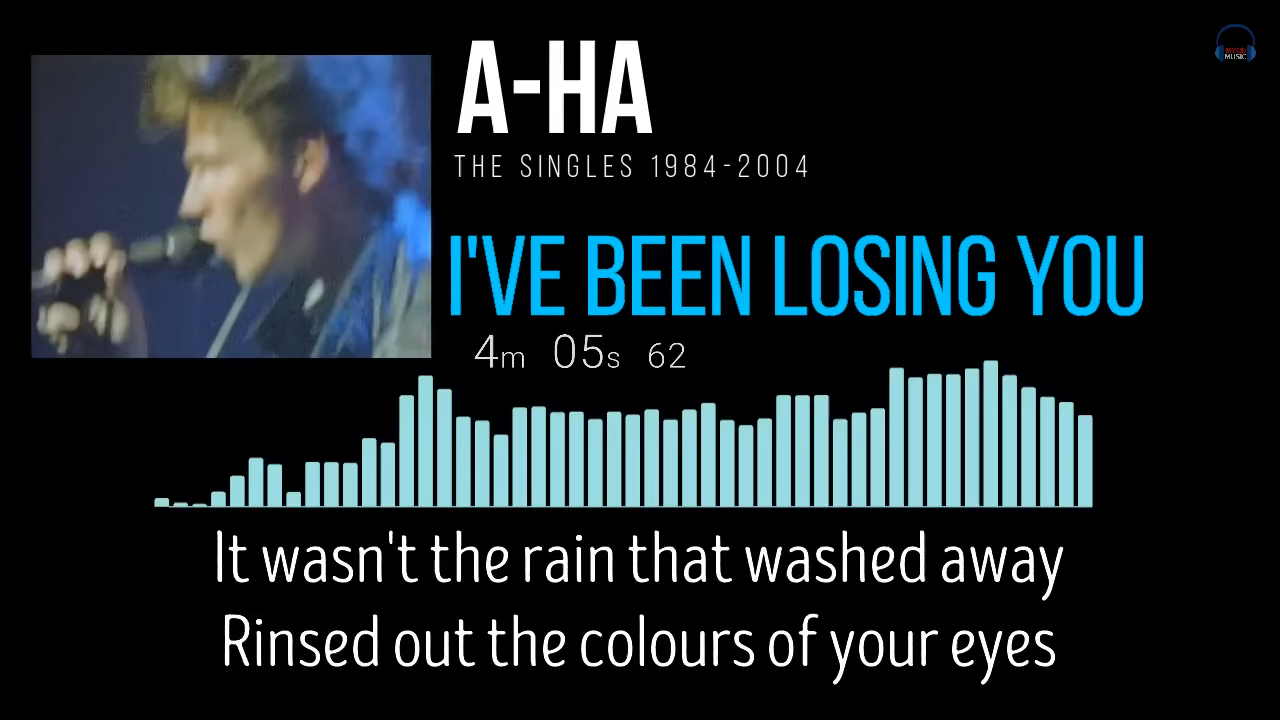 A-HA
THE SINGLES 1984-2004
I'VE BEEN LOSING YOU
4m 05s 62
It wasn't the rain that washed away
Rinsed out the colours of your eyes
MUSIC